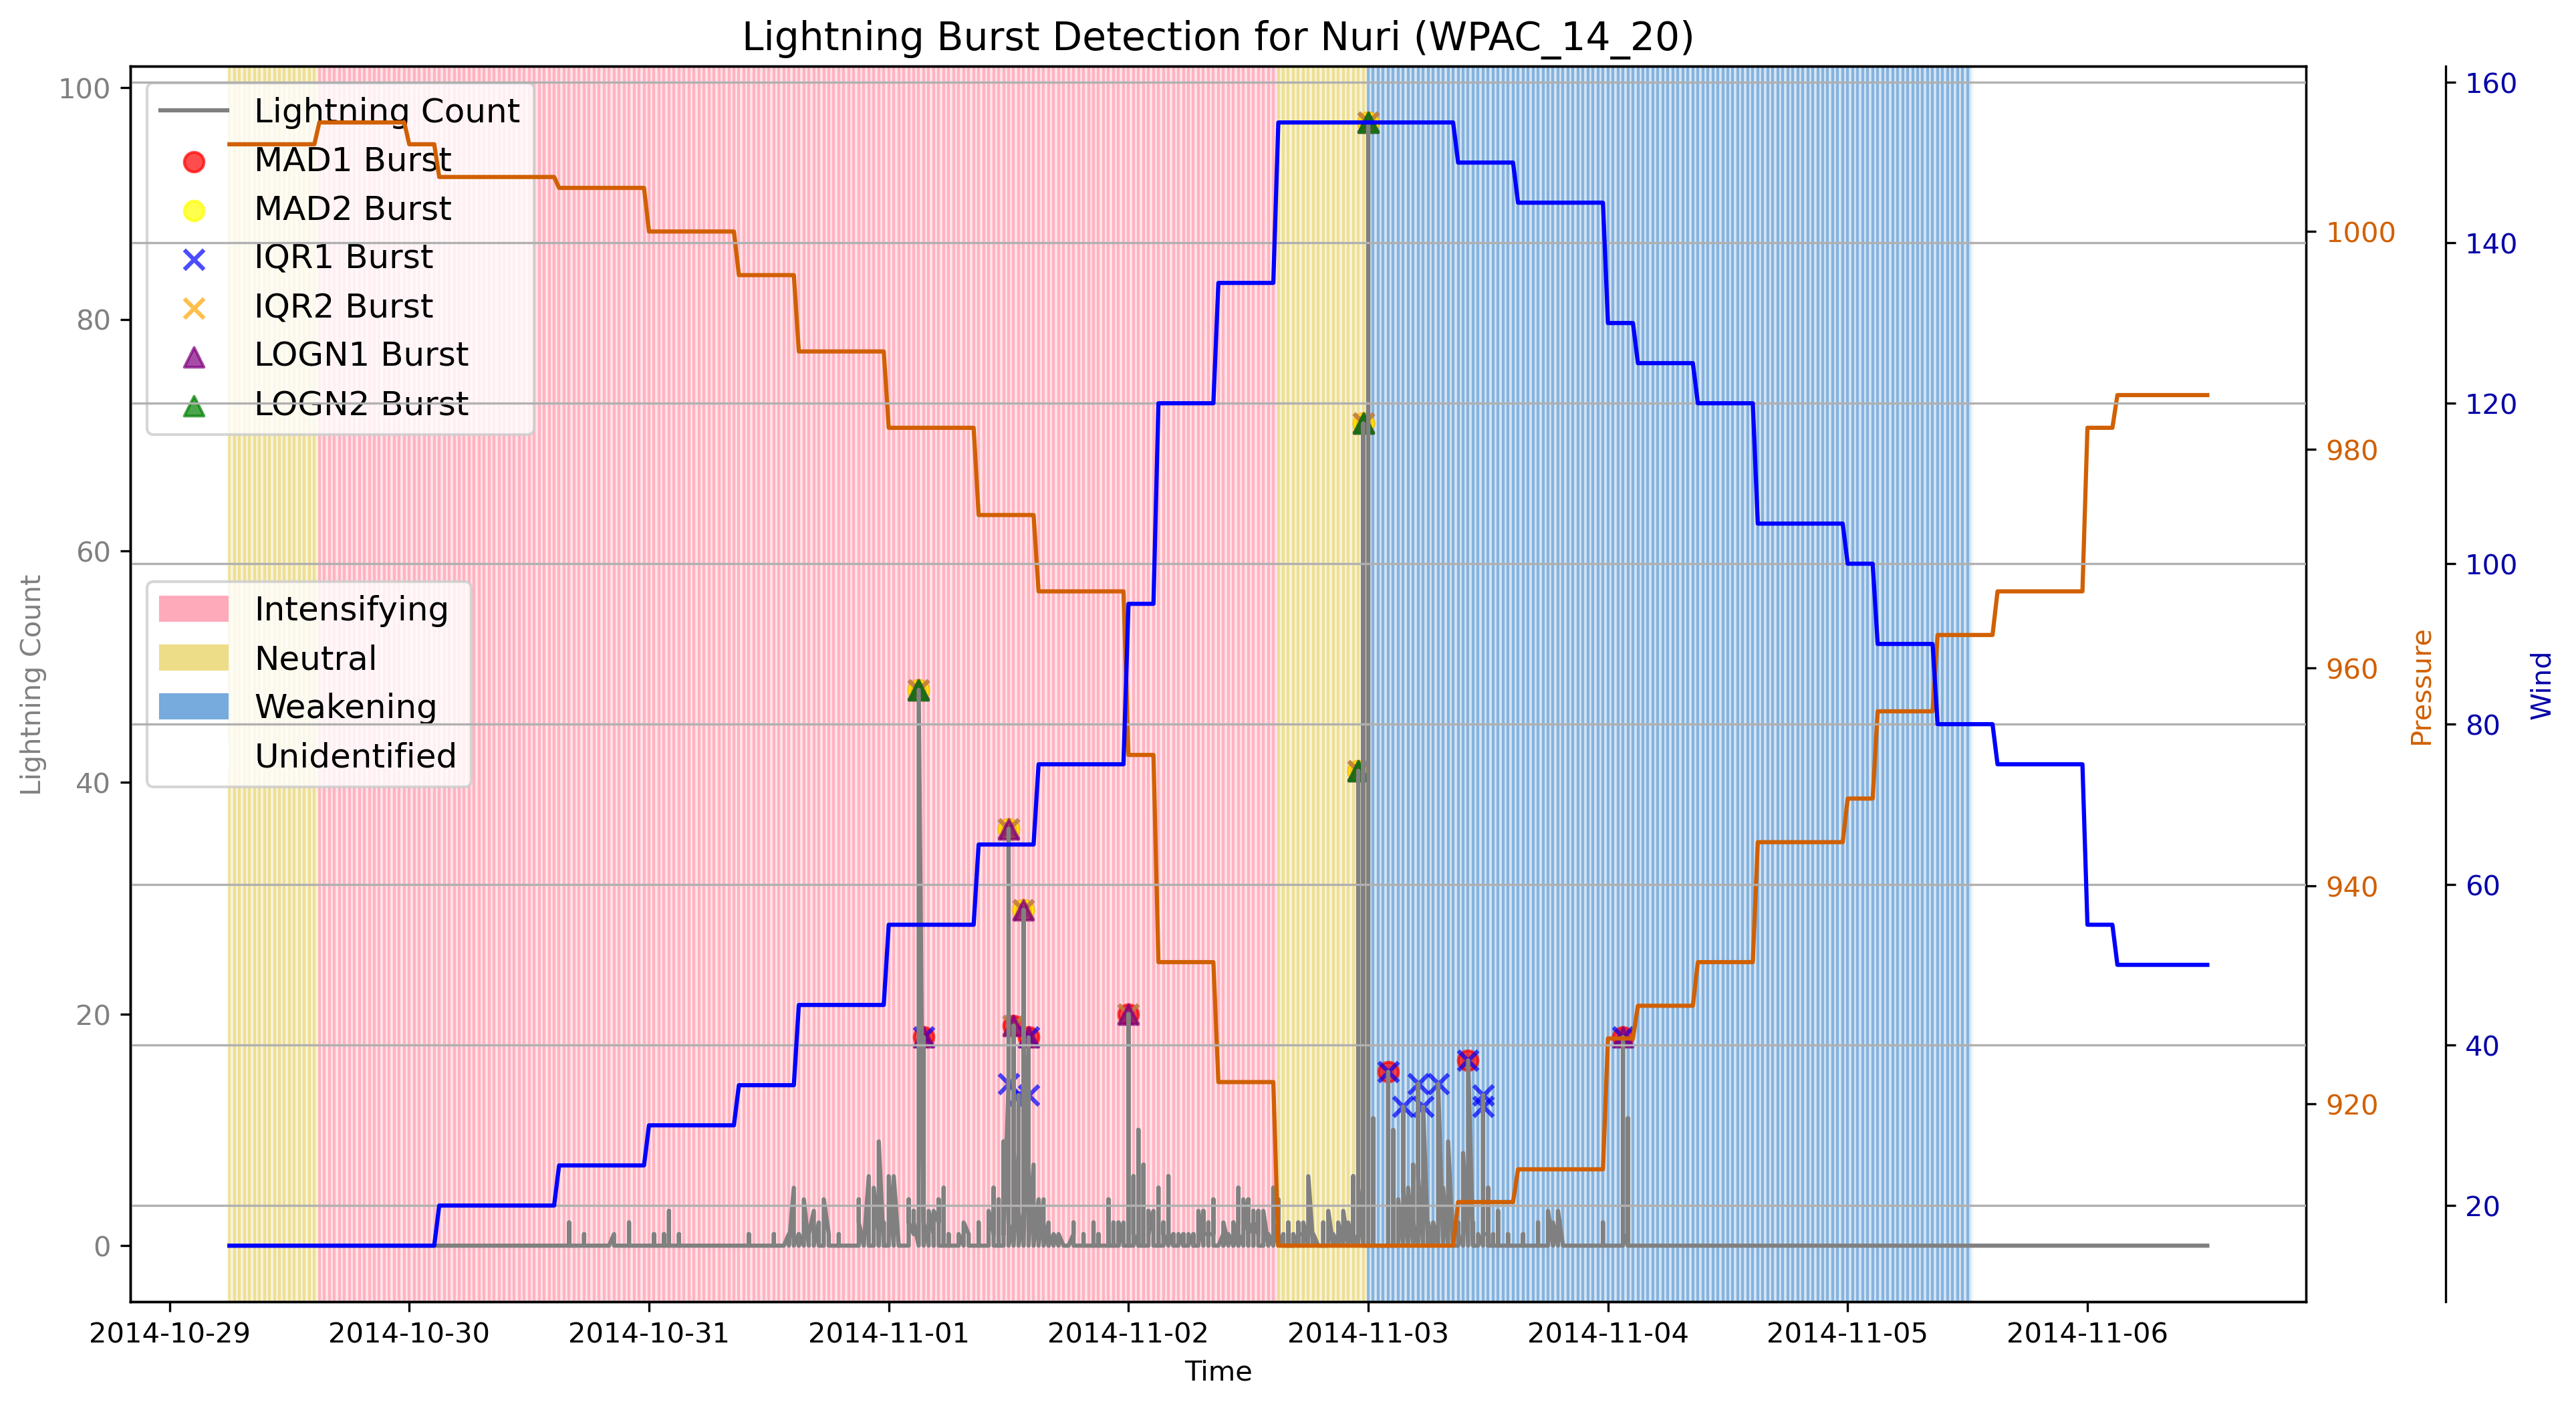 Lightning Burst Detection for Nuri (WPAC_14_20)
Lightning Count
MAD1 Burst
MAD2 Burst
IQR1 Burst
IQR2 Burst
LOGN1 Burst
LOGN2 Burst
Intensifying
Neutral
Weakening
Unidentified
Lightning Count
100
80
60
40
20
0
1000
980
960
940
920
Pressure
160
140
120
100
80
60
40
20
Wind
2014-10-29 2014-10-30 2014-10-31 2014-11-01 2014-11-02 2014-11-03 2014-11-04 2014-11-05 2014-11-06
Time